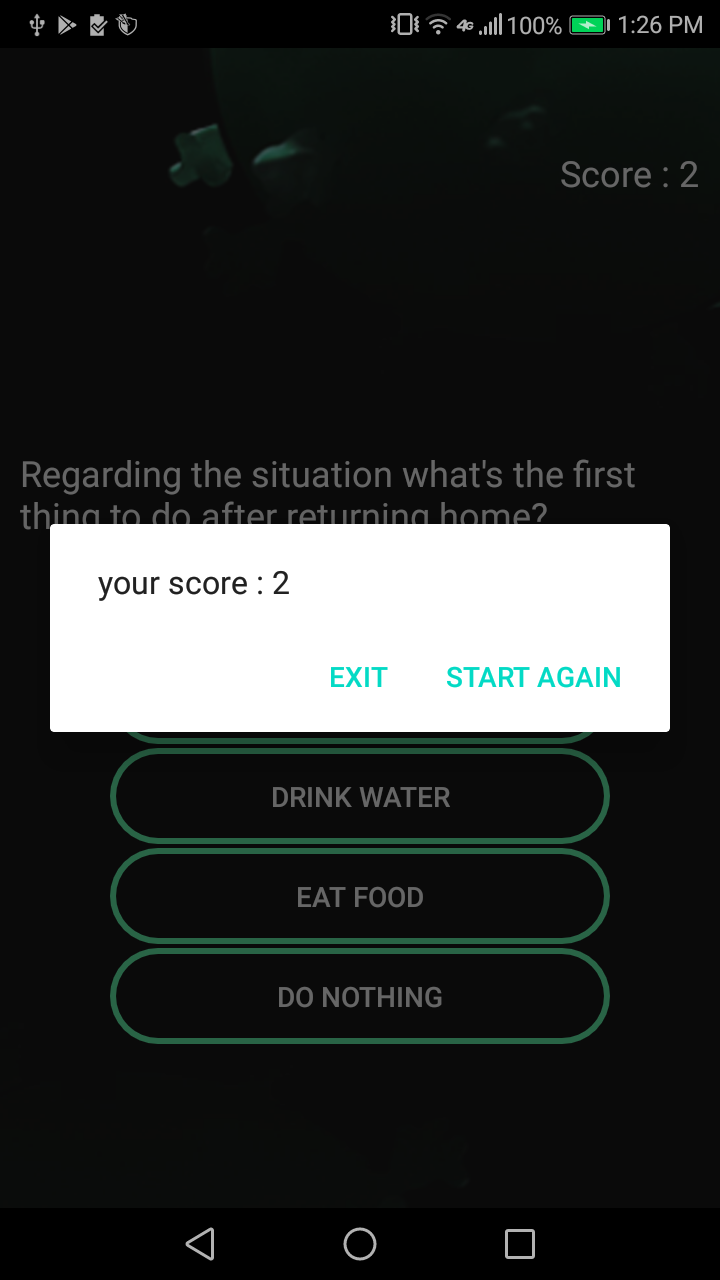 4G 100% 1:26 PM
Score : 2
Regarding the situation what's the first
thing to do after returning home?
your score : 2
EXIT START AGAIN
DRINK WATER
EAT FOOD
DO NOTHING